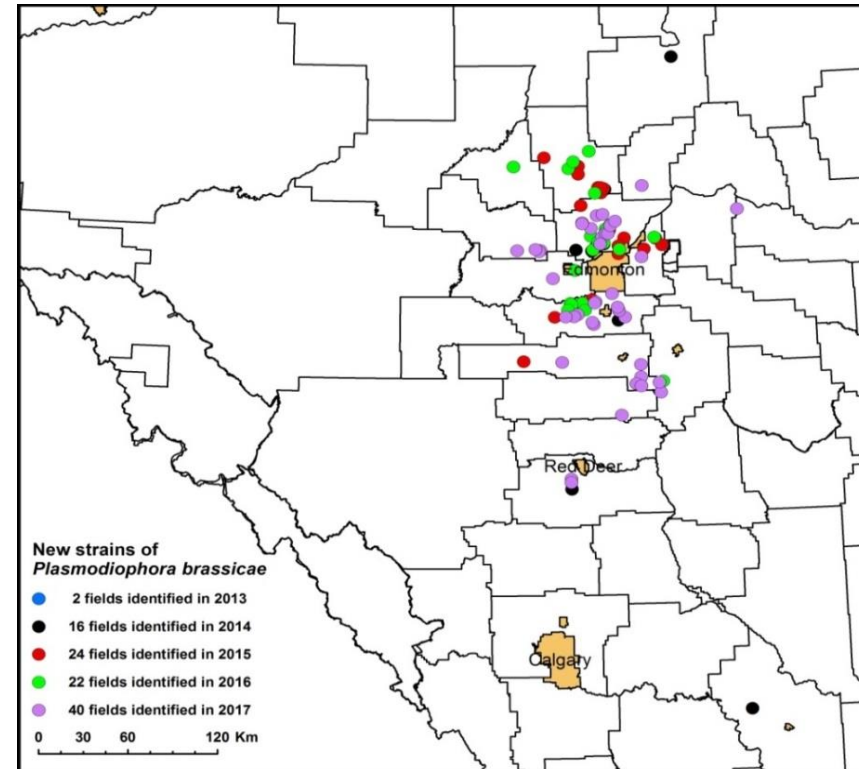 Edmonton
Red Deer
Calgary
New strains of
Plasmodiophora brassicae
2 fields identified in 2013
16 fields identified in 2014
24 fields identified in 2015
22 fields identified in 2016
40 fields identified in 2017
0 30 60 120 Km